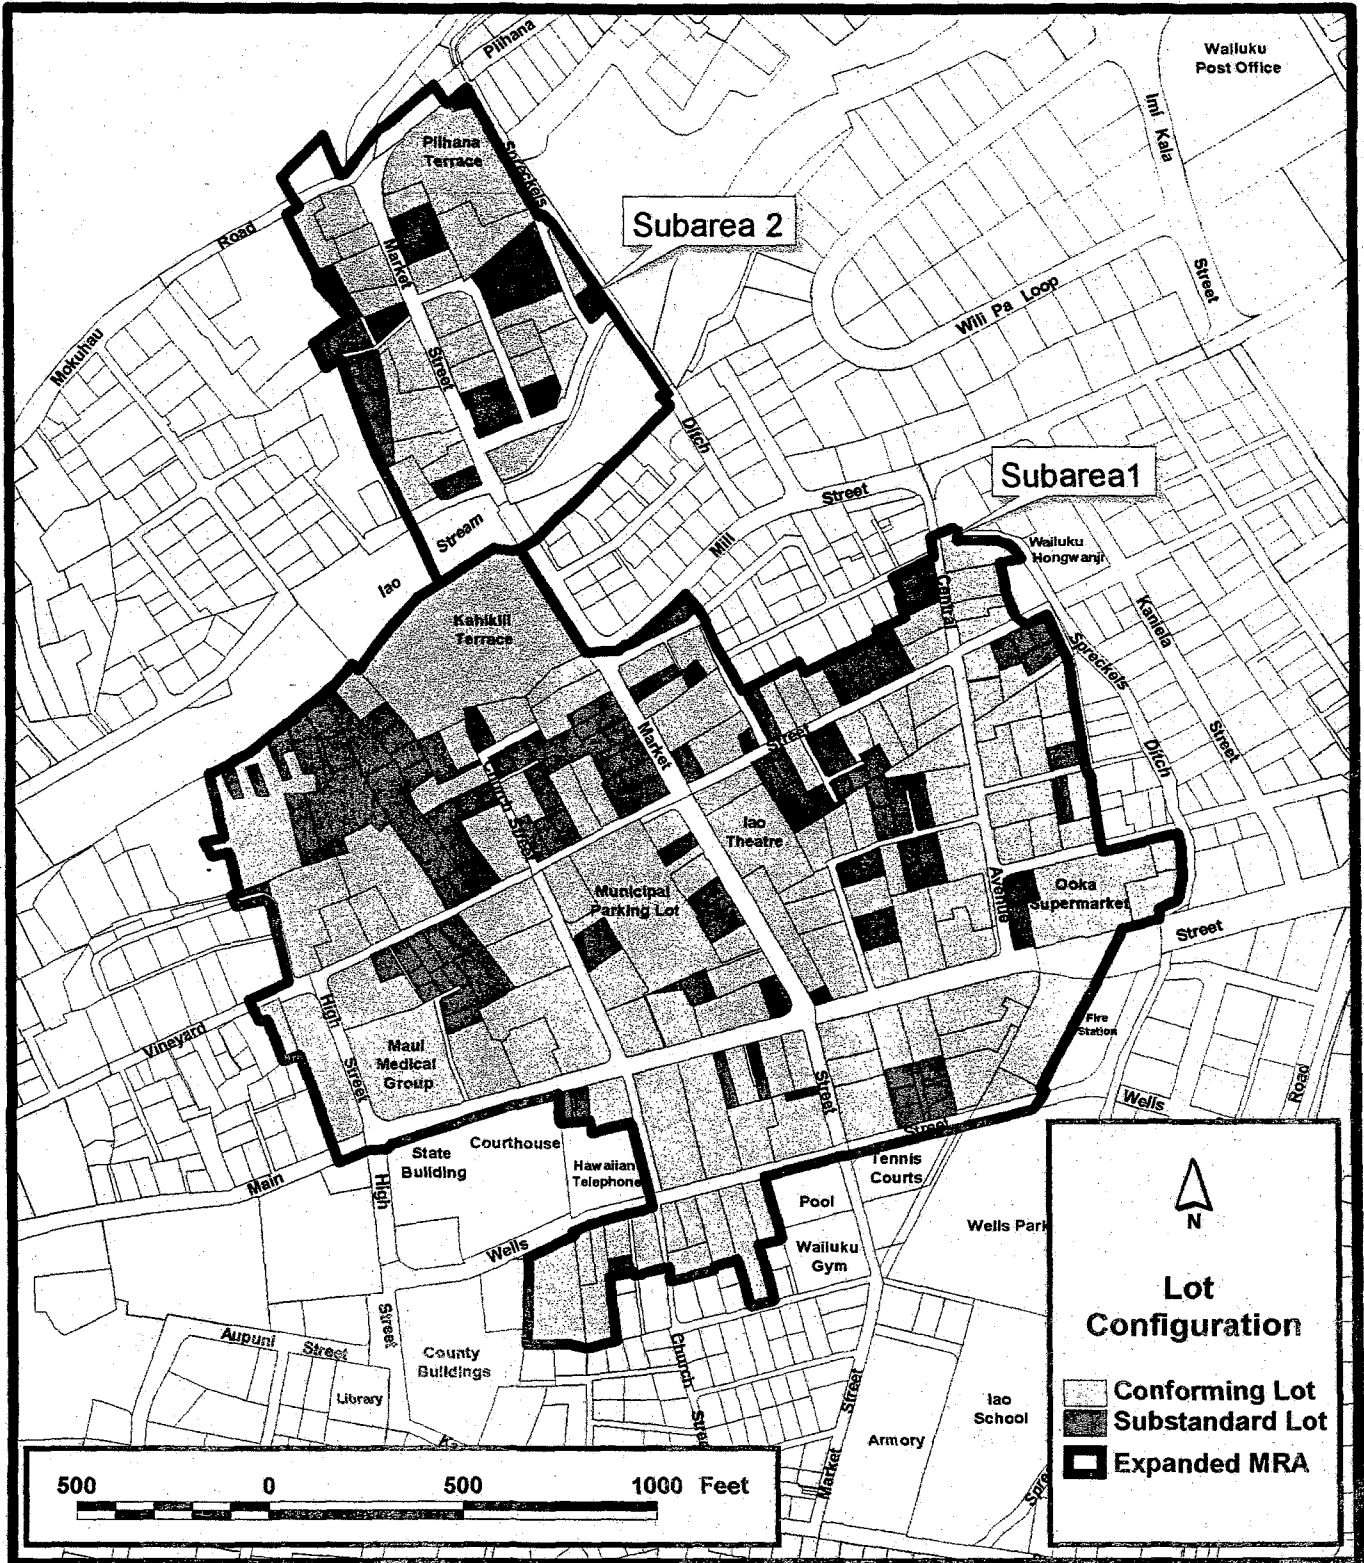 Piihana
Wailuku
Post Office
Imi Kala
Street
Piihana
Terrace
Spreckels
Subarea 2
Road
Market
Street
Wili Pa Loop
Mokuhau
Ditch
Subarea1
Street
Mill
Stream
Iao
Wailuku
Hongwanji
Central
Kahikili
Terrace
Kaniela
Street
Spreckels
Ditch
Market
Street
Church Street
Iao
Theatre
Municipal
Parking Lot
Avenue
Ooka
Supermarket
Street
High
Street
Vineyard
Maui
Medical
Group
Fire
Station
Street
Wells
Road
Street
State
Building
Courthouse
Hawaiian
Telephone
Tennis
Courts
Main
High
Pool
Wells Park
Wells
Wailuku
Gym
Street
Aupuni
Street
County
Buildings
Library
Church
Street
Market
Armory
Iao
School
N
Lot
Configuration
Conforming Lot
Substandard Lot
Expanded MRA
500 0 500 1000 Feet